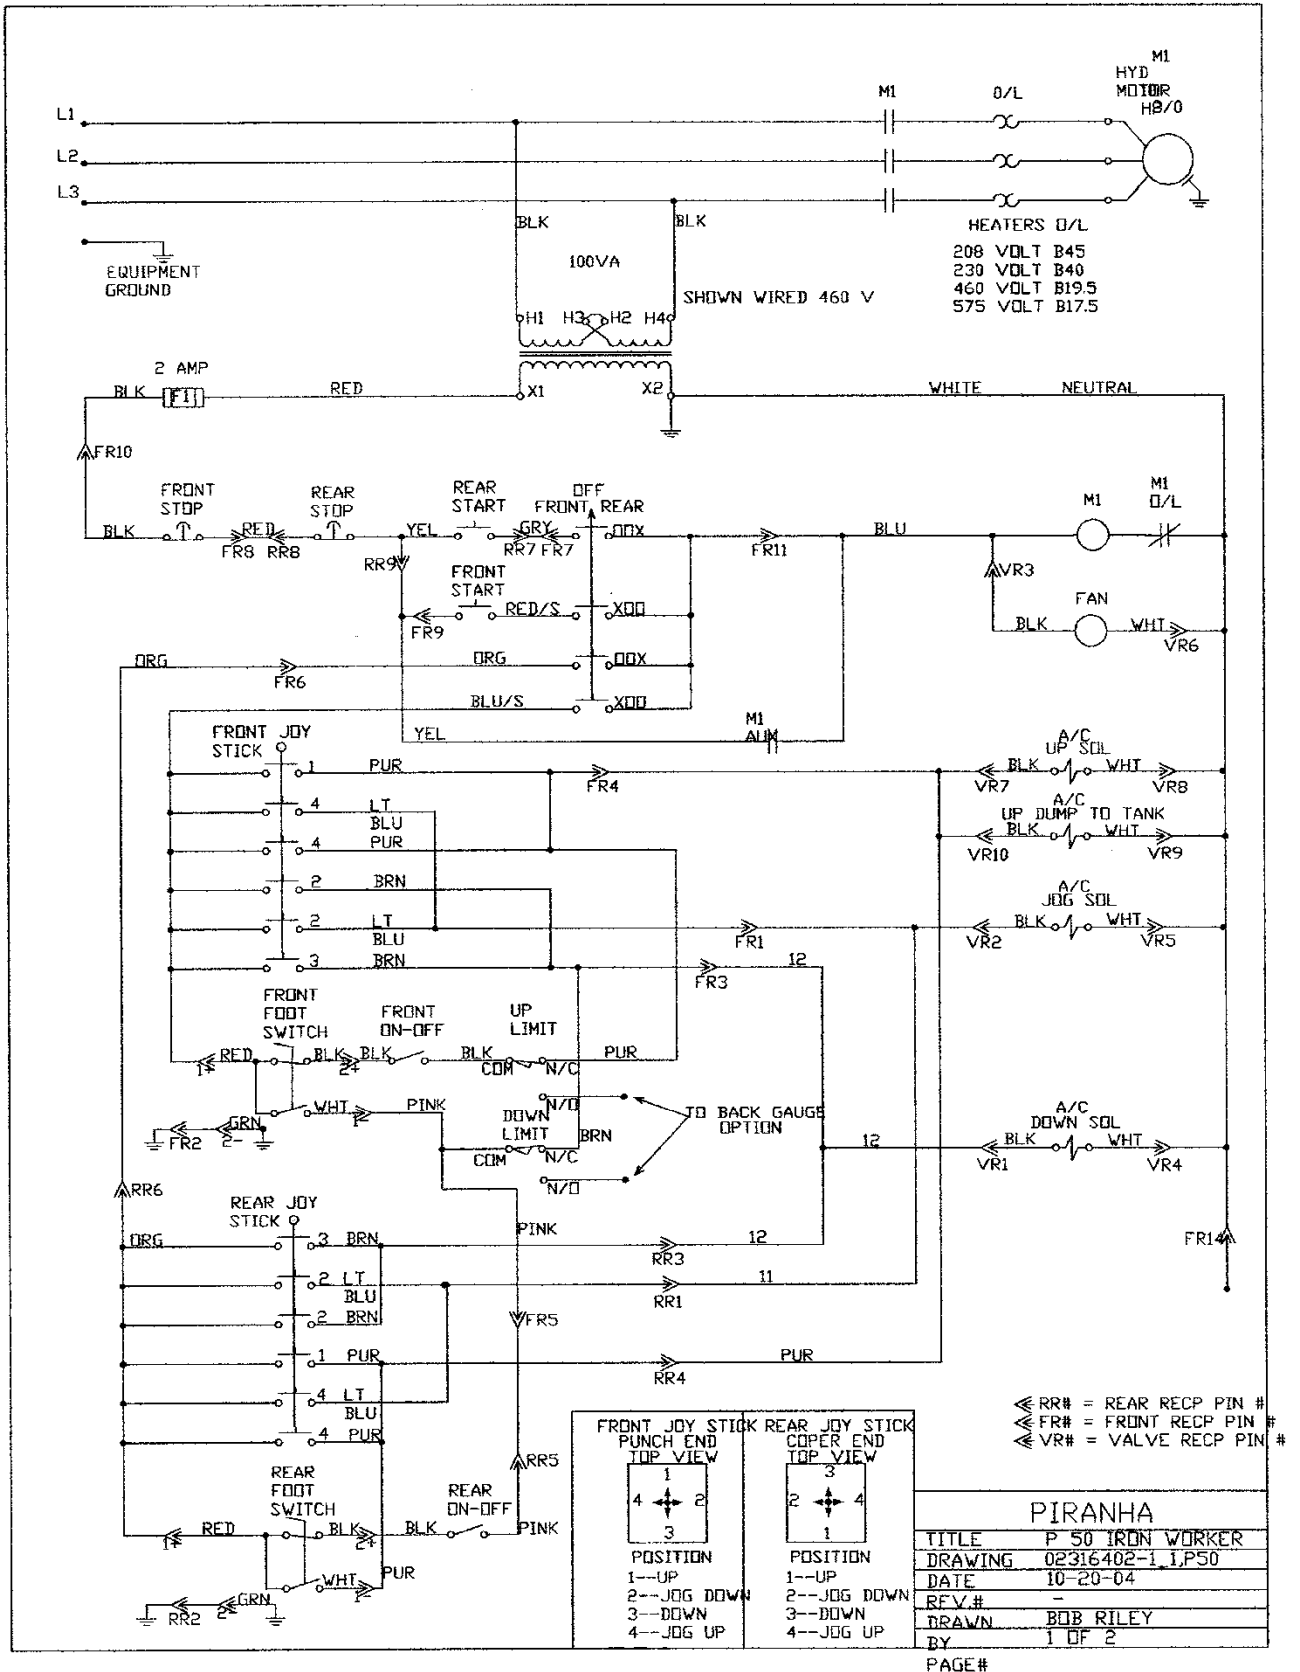 M1
HYD
MOTOR
HP/0
M1
O/L
L1
L2
L3
BLK
BLK
HEATERS O/L
208 VOLT B45
230 VOLT B40
460 VOLT B19.5
575 VOLT B17.5
EQUIPMENT
GROUND
100VA
SHOWN WIRED 460 V
H1 H3 H2 H4
2 AMP
BLK F1 RED X1 X2 WHITE NEUTRAL
FR10
FRONT
STOP
REAR
STOP
REAR
START
OFF
FRONT REAR
M1
M1
O/L
BLK RED YEL GRY OOX BLU
FR8 RR8 RR7 FR7 FR11
RR9
FRONT
START
VR3
FAN
RED/S XOO BLK WHT
FR9 VR6
ORG ORG OOX
FR6
BLU/S XOO
YEL
M1
AUX
FRONT JOY
STICK
A/C
UP SOL
1 PUR FR4 VR7 BLK WHT VR8
A/C
UP DUMP TO TANK
4 LT
BLU
VR10 BLK WHT VR9
4 PUR
2 BRN
A/C
JOG SOL
2 LT
BLU
FR1 VR2 BLK WHT VR5
3 BRN FR3 12
FRONT
FOOT
SWITCH
FRONT
ON-OFF
UP
LIMIT
1+ RED BLK 2+ BLK BLK COM N/C PUR
N/O
WHT 1- PINK
DOWN
LIMIT
TO BACK GAUGE
OPTION
FR2 2- GRN
COM N/C BRN
N/O
12
A/C
DOWN SOL
VR1 BLK WHT VR4
RR6
REAR JOY
STICK
PINK
ORG 3 BRN RR3 12
FR14
2 LT
BLU
RR1 11
2 BRN
FR5
1 PUR RR4 PUR
4 LT
BLU
4 PUR
RR5
REAR
FOOT
SWITCH
REAR
ON-OFF
1+ RED BLK 2+ BLK PINK
WHT 1- PUR
RR2 2- GRN
RR# = REAR RECP PIN #
FR# = FRONT RECP PIN #
VR# = VALVE RECP PIN #
FRONT JOY STICK
PUNCH END
TOP VIEW
1
4 2
3
POSITION
1--UP
2--JOG DOWN
3--DOWN
4--JOG UP
REAR JOY STICK
COPER END
TOP VIEW
3
2 4
1
POSITION
1--UP
2--JOG DOWN
3--DOWN
4--JOG UP
PIRANHA
TITLE P 50 IRON WORKER
DRAWING 02316402-1_1,P50
DATE 10-20-04
REV.# -
DRAWN BOB RILEY
BY 1 OF 2
PAGE#